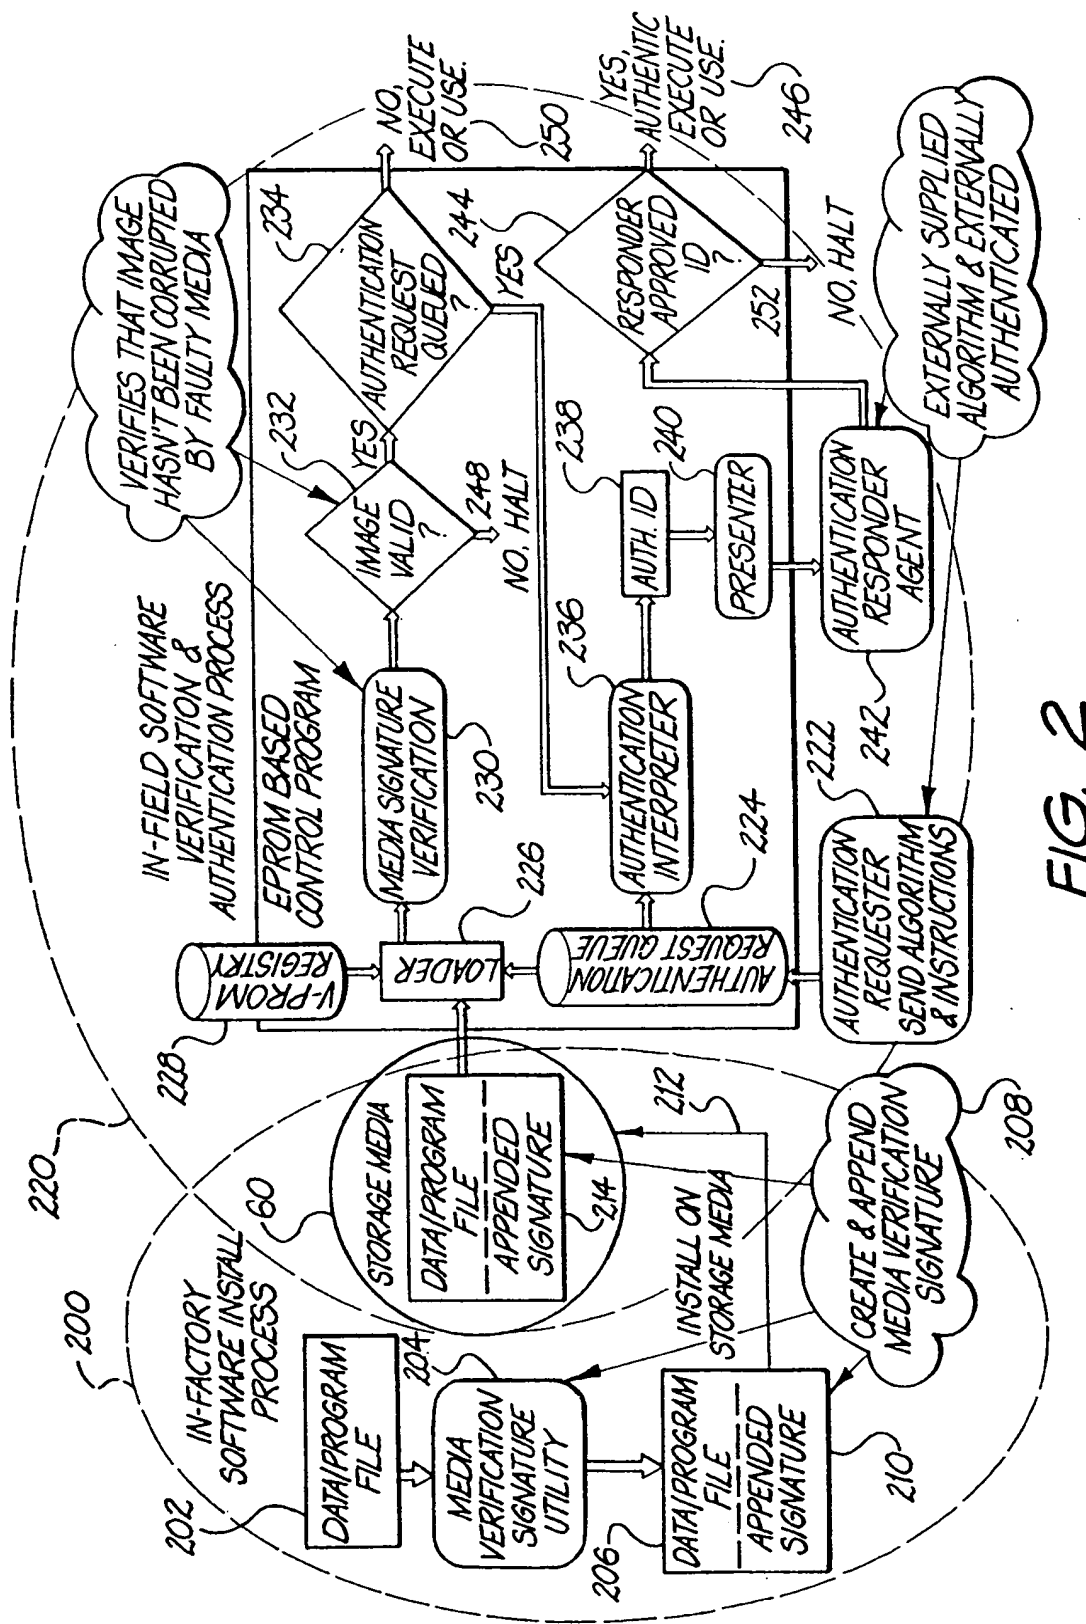 200
IN-FACTORY
SOFTWARE INSTALL
PROCESS
202
DATA/PROGRAM
FILE
204
MEDIA
VERIFICATION
SIGNATURE
UTILITY
206
DATA/PROGRAM
FILE
APPENDED
SIGNATURE
210
INSTALL ON
STORAGE MEDIA
212
CREATE & APPEND
MEDIA VERIFICATION
SIGNATURE
208
60
STORAGE MEDIA
DATA/PROGRAM
FILE
APPENDED
SIGNATURE
214
220
IN-FIELD SOFTWARE
VERIFICATION &
AUTHENTICATION PROCESS
EPROM BASED
CONTROL PROGRAM
228
V-PROM
REGISTRY
LOADER
226
AUTHENTICATION
REQUEST QUEUE
224
AUTHENTICATION
REQUESTER
SEND ALGORITHM
& INSTRUCTIONS
222
MEDIA SIGNATURE
VERIFICATION
230
VERIFIES THAT IMAGE
HASN'T BEEN CORRUPTED
BY FAULTY MEDIA
232
IMAGE
VALID
?
YES
248
NO. HALT
234
AUTHENTICATION
REQUEST
QUEUED
?
YES
NO,
EXECUTE
OR USE.
250
236
AUTHENTICATION
INTERPRETER
238
AUTH. ID
240
PRESENTER
AUTHENTICATION
RESPONDER
AGENT
242
244
RESPONDER
APPROVED
ID
?
252
NO. HALT
YES,
AUTHENTIC
EXECUTE
OR USE.
246
EXTERNALLY SUPPLIED
ALGORITHM & EXTERNALLY
AUTHENTICATED
FIG. 2